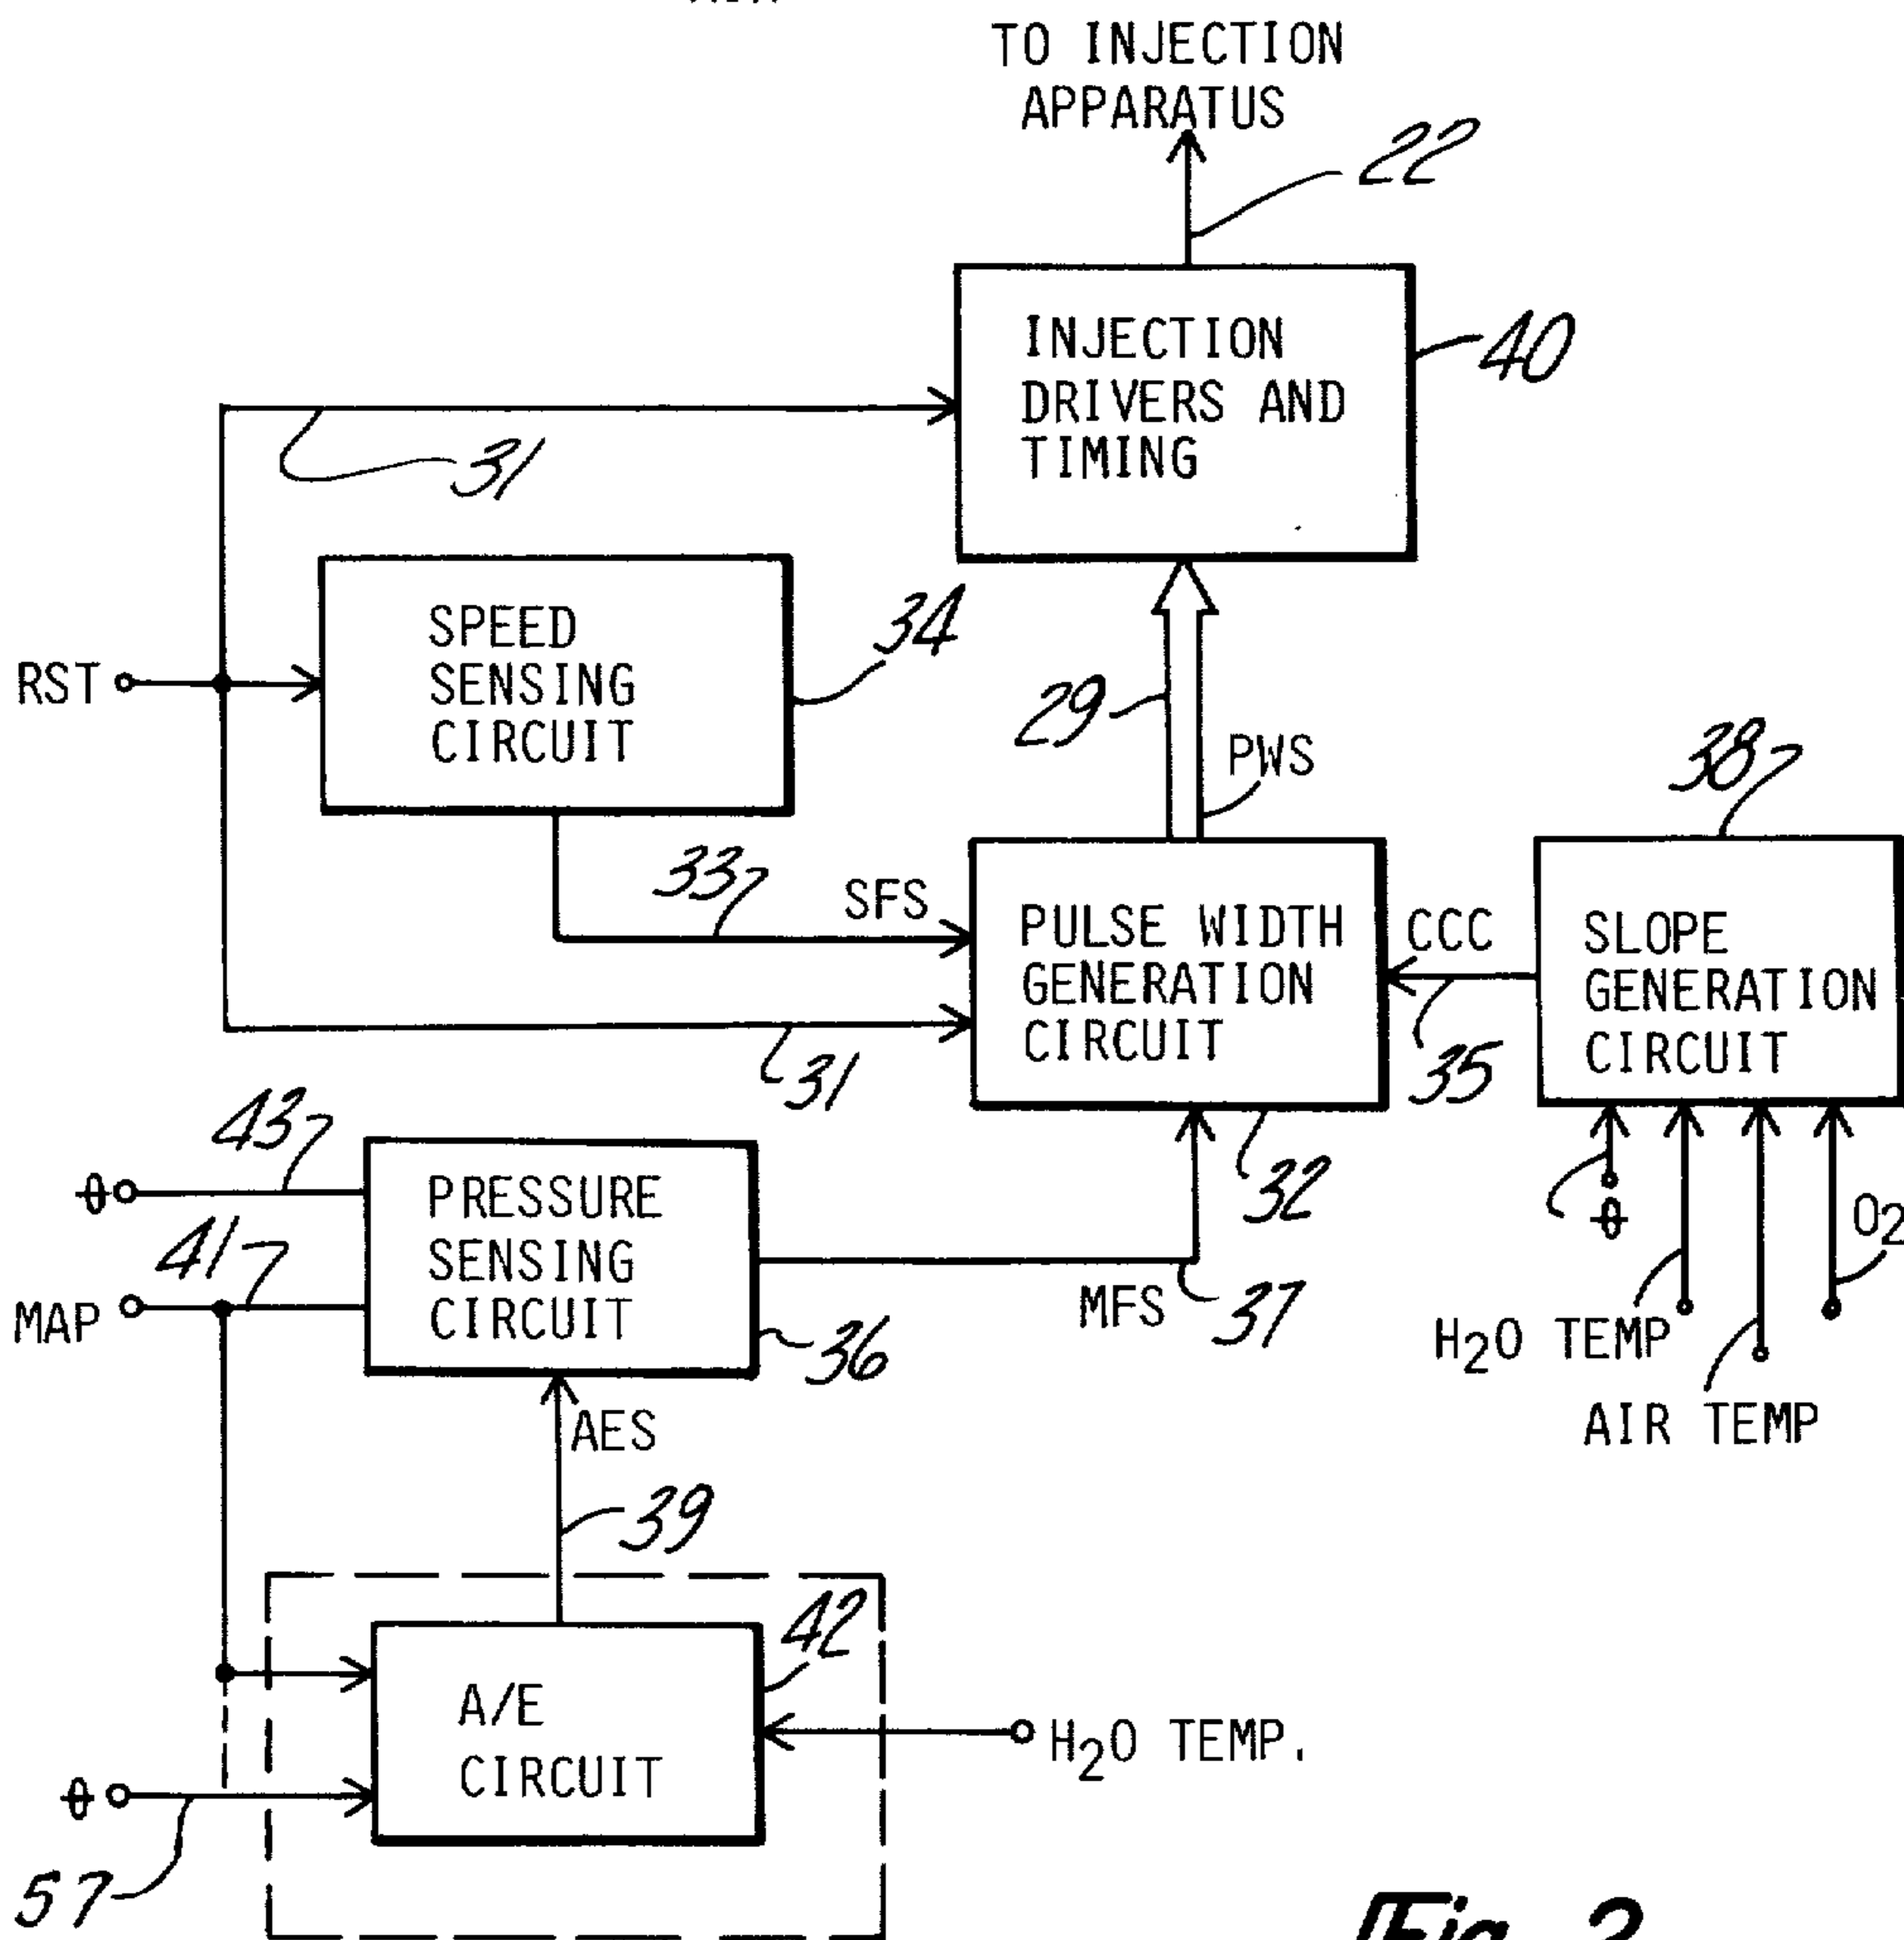 TO INJECTION
APPARATUS
22
INJECTION
DRIVERS AND
TIMING
40
31
SPEED
SENSING
CIRCUIT
34
RST
29
PWS
38
33
SFS
PULSE WIDTH
GENERATION
CIRCUIT
CCC
35
SLOPE
GENERATION
CIRCUIT
31
32
43
θ
41
MAP
PRESSURE
SENSING
CIRCUIT
36
MFS
37
θ
O2
H2O TEMP
AIR TEMP
AES
39
42
A/E
CIRCUIT
H2O TEMP.
θ
57
Fig. 2